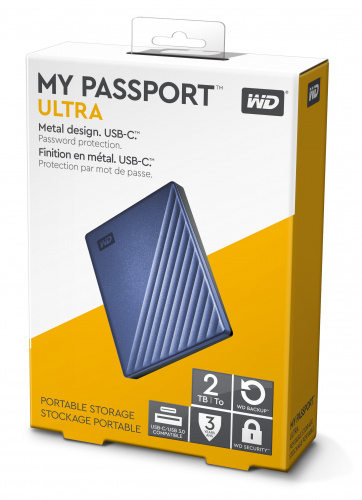 MY PASSPORT™
ULTRA
WD
Metal design. USB-C.™
Password protection.
Finition en métal. USB-C.™
Protection par mot de passe.
WD
PORTABLE STORAGE
STOCKAGE PORTABLE
2
TB | To
WD BACKUP™
USB-C/USB 3.0
COMPATIBLE
3
WD SECURITY™